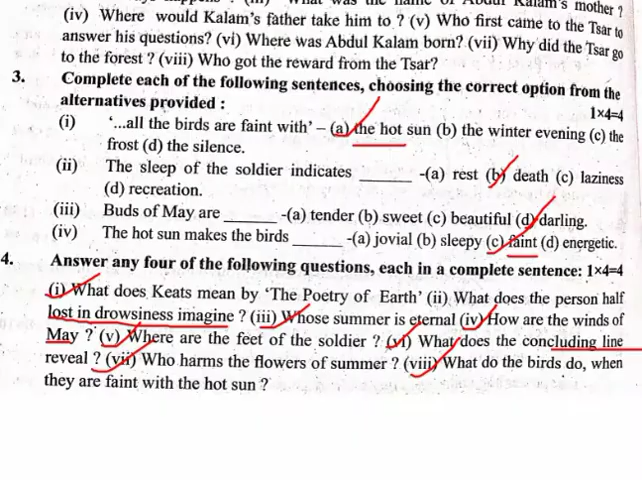 What was the name of Abdul Kalam's mother ?
(iv) Where would Kalam's father take him to ? (v) Who first came to the Tsar to
answer his questions? (vi) Where was Abdul Kalam born? (vii) Why did the Tsar go
to the forest ? (viii) Who got the reward from the Tsar?
3. Complete each of the following sentences, choosing the correct option from the
alternatives provided : 1×4=4
(i) '...all the birds are faint with' – (a) the hot sun (b) the winter evening (c) the
frost (d) the silence.
(ii) The sleep of the soldier indicates ______ -(a) rest (b) death (c) laziness
(d) recreation.
(iii) Buds of May are ______ -(a) tender (b) sweet (c) beautiful (d) darling.
(iv) The hot sun makes the birds ______ -(a) jovial (b) sleepy (c) faint (d) energetic.
4. Answer any four of the following questions, each in a complete sentence: 1×4=4
(i) What does Keats mean by 'The Poetry of Earth' (ii) What does the person half
lost in drowsiness imagine ? (iii) Whose summer is eternal (iv) How are the winds of
May ? (v) Where are the feet of the soldier ? (vi) What does the concluding line
reveal ? (vii) Who harms the flowers of summer ? (viii) What do the birds do, when
they are faint with the hot sun ?